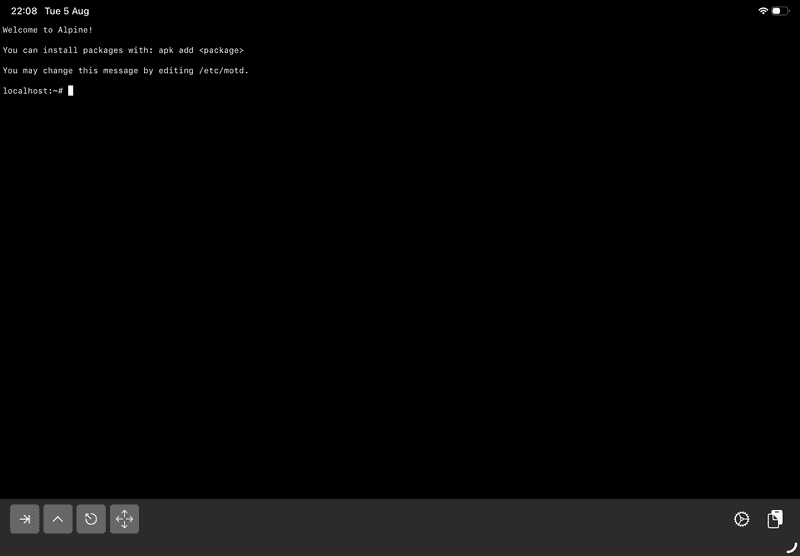 22:08 Tue 5 Aug
Welcome to Alpine!
You can install packages with: apk add <package>
You may change this message by editing /etc/motd.
localhost:~#